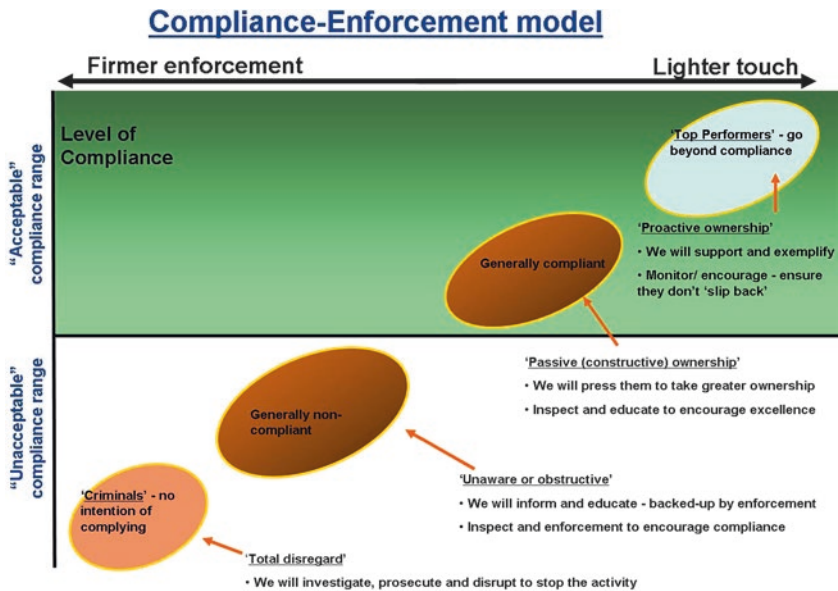 Compliance-Enforcement model
Firmer enforcement
Lighter touch
“Acceptable”
compliance range
Level of
Compliance
‘Top Performers’ - go
beyond compliance
‘Proactive ownership’
• We will support and exemplify
• Monitor/ encourage - ensure
they don’t ‘slip back’
Generally compliant
‘Passive (constructive) ownership’
• We will press them to take greater ownership
• Inspect and educate to encourage excellence
“Unacceptable”
compliance range
Generally non-
compliant
‘Unaware or obstructive’
• We will inform and educate - backed-up by enforcement
• Inspect and enforcement to encourage compliance
‘Criminals’ - no
intention of
complying
‘Total disregard’
• We will investigate, prosecute and disrupt to stop the activity